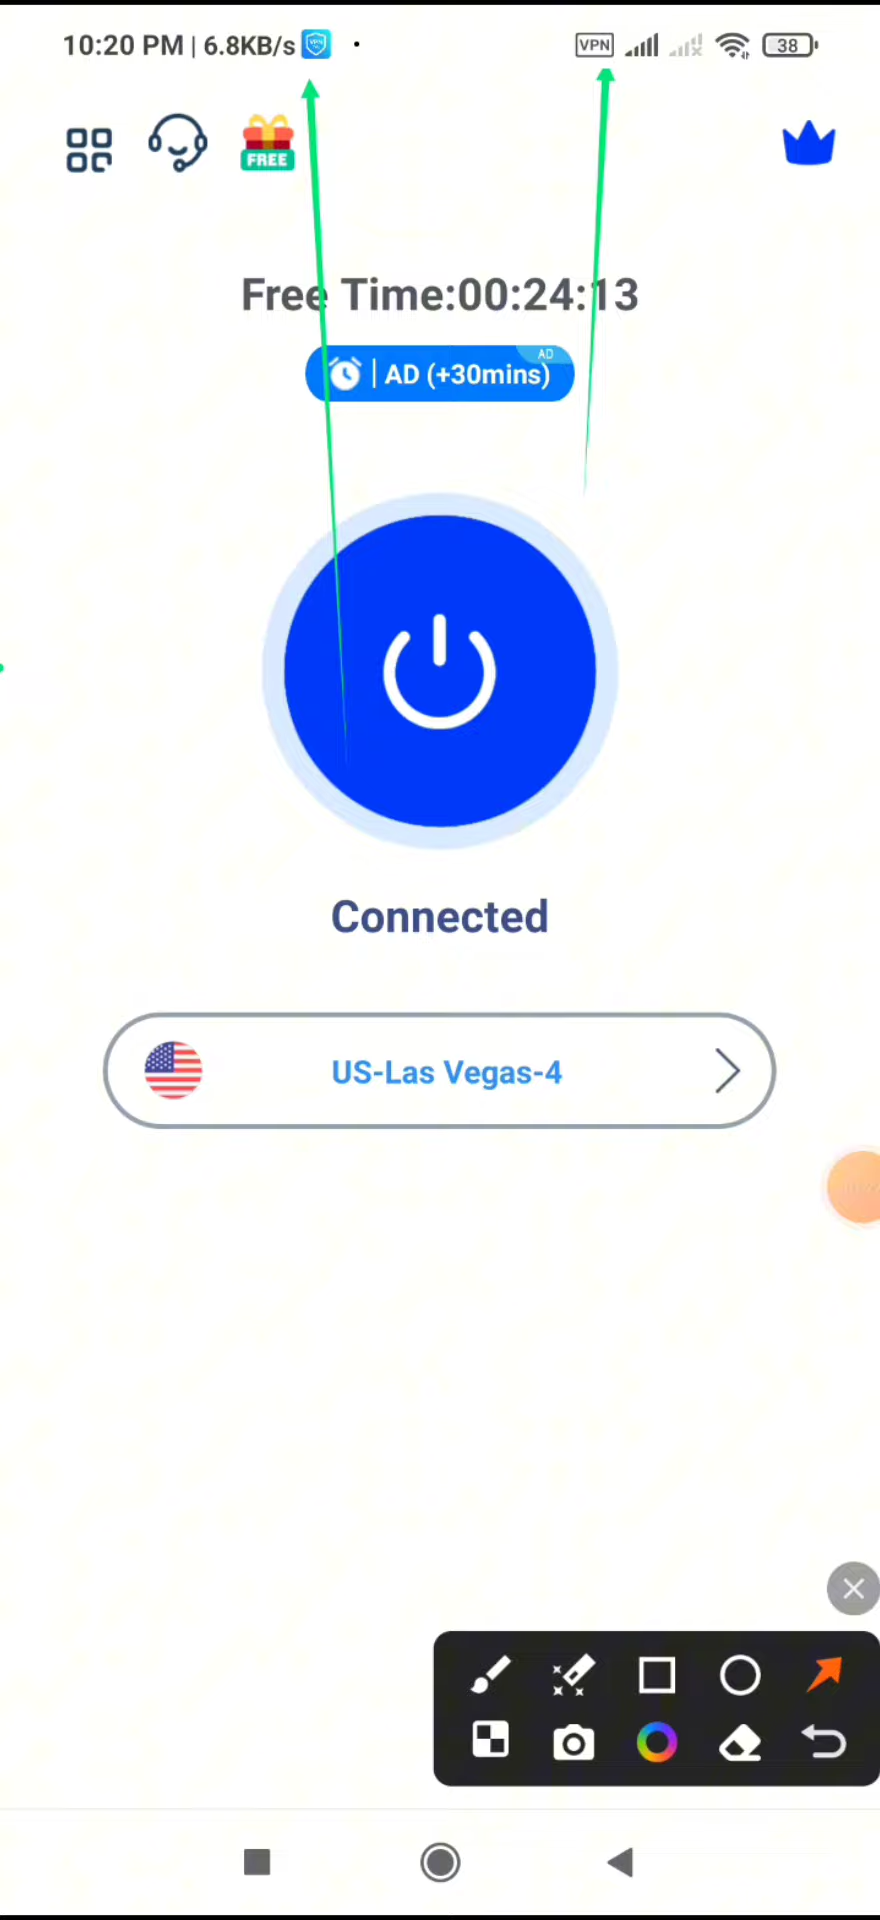 10:20 PM | 6.8KB/s VPN 38
FREE
Free Time:00:24:13
AD
| AD (+30mins)
Connected
US-Las Vegas-4